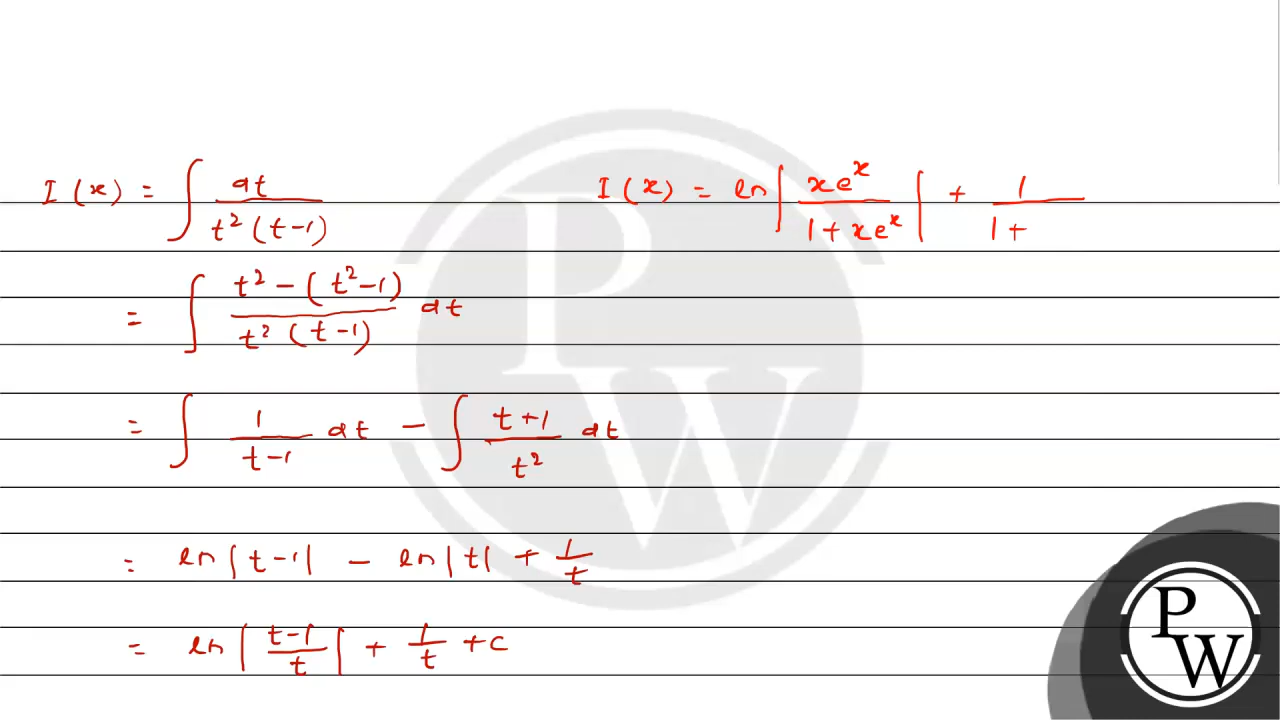 I(x) = ∫ dt / t²(t-1)
= ∫ t² - (t²-1) / t²(t-1) dt
= ∫ 1/(t-1) dt - ∫ (t+1)/t² dt
= ln|t-1| - ln|t| + 1/t
= ln|(t-1)/t| + 1/t + c
I(x) = ln|xeˣ / 1+xeˣ| + 1 / 1+
P
W
P
W